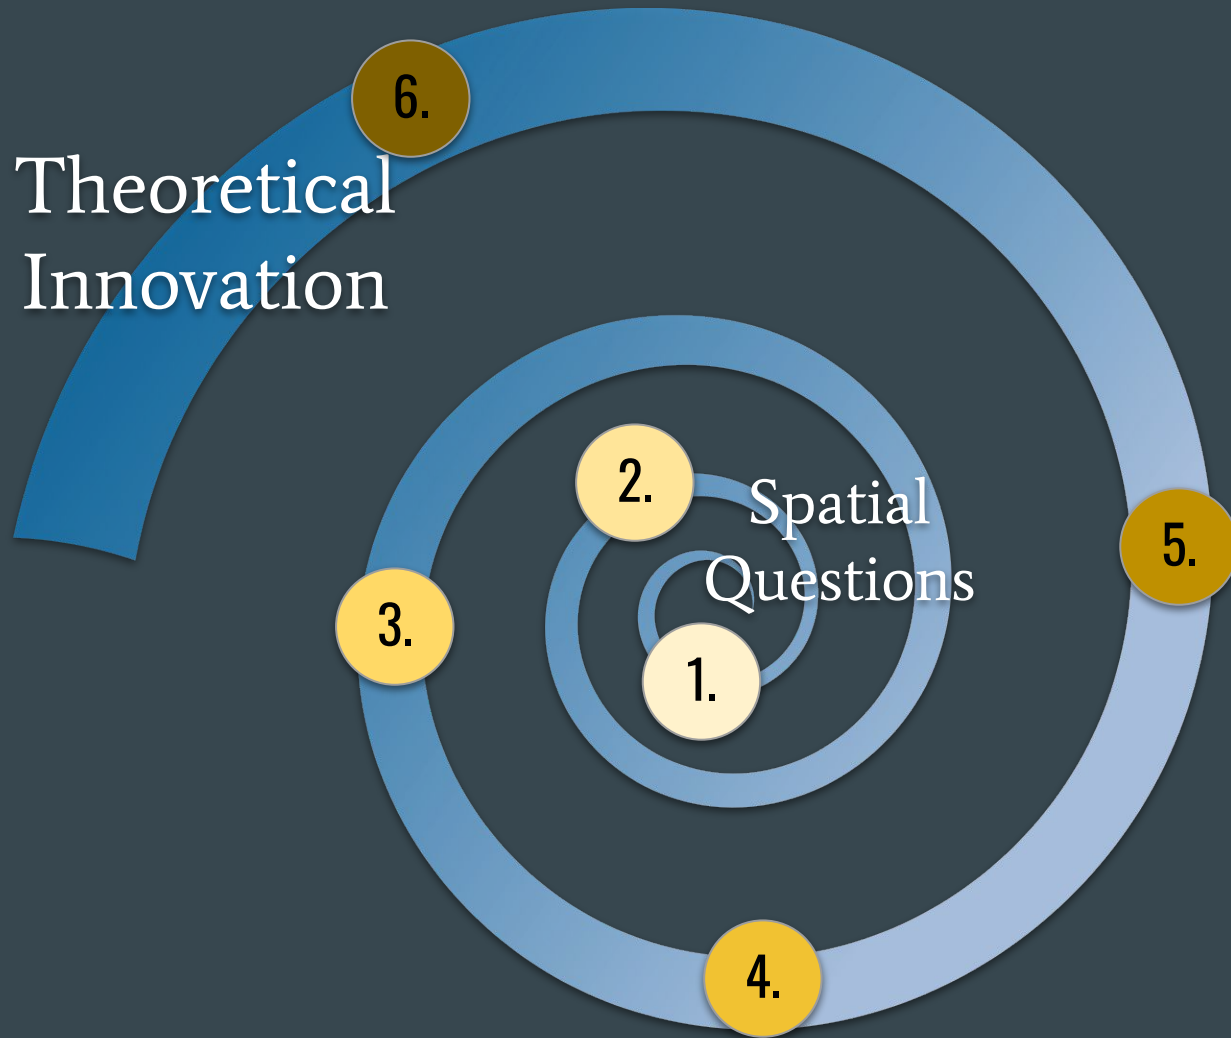 6.
Theoretical
Innovation
2.
Spatial
Questions
5.
3.
1.
4.